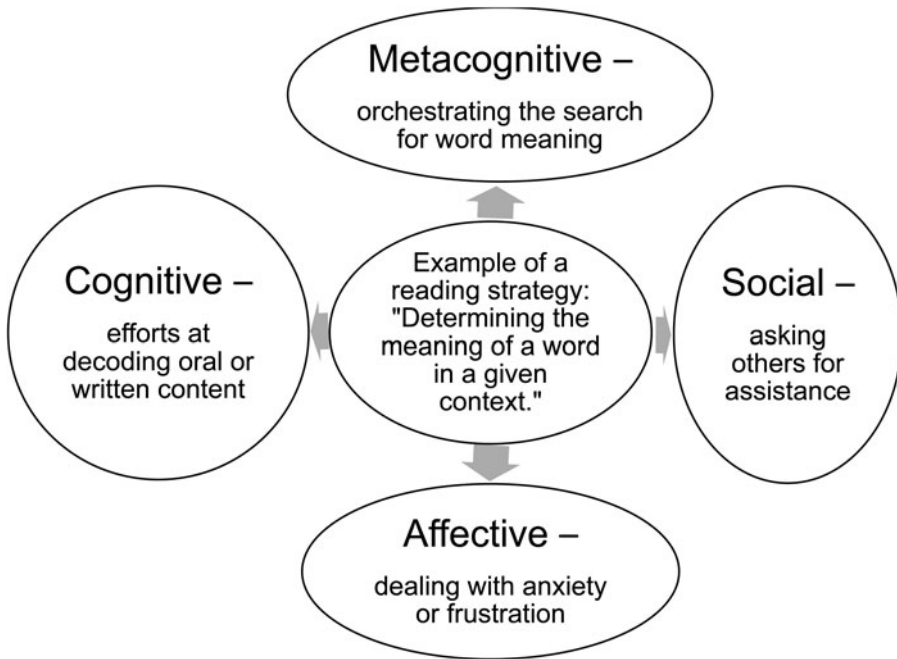 Metacognitive –
orchestrating the search
for word meaning
Cognitive –
efforts at
decoding oral or
written content
Example of a
reading strategy:
"Determining the
meaning of a word
in a given
context."
Social –
asking
others for
assistance
Affective –
dealing with anxiety
or frustration